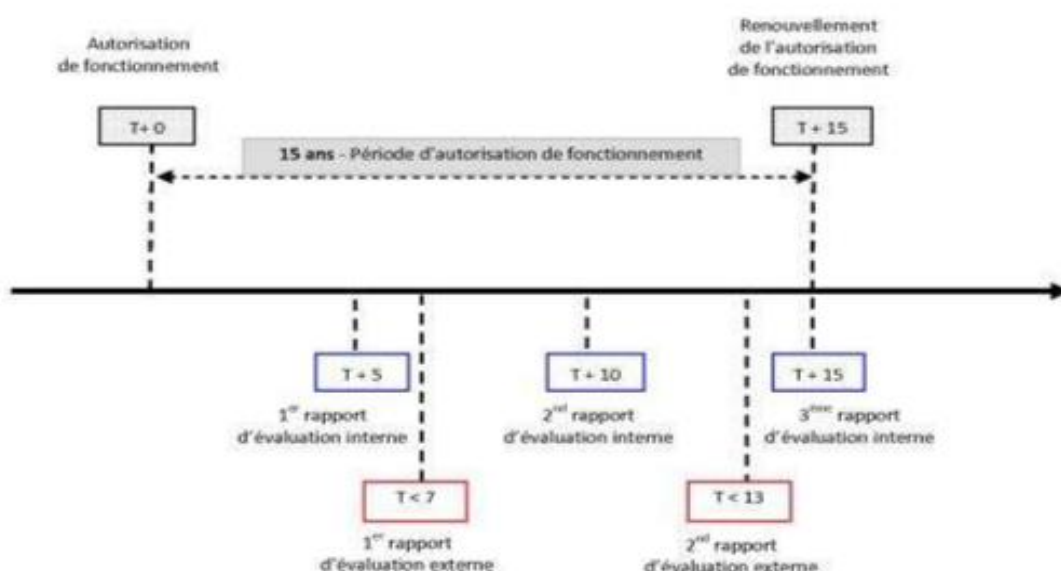 Autorisation
de fonctionnement
Renouvellement
de l'autorisation
de fonctionnement
T+ 0
T + 15
15 ans - Période d'autorisation de fonctionnement
T + 5
T + 10
T + 15
1er rapport
d'évaluation interne
2nd rapport
d'évaluation interne
3ème rapport
d'évaluation interne
T < 7
T < 13
1er rapport
d'évaluation externe
2nd rapport
d'évaluation externe